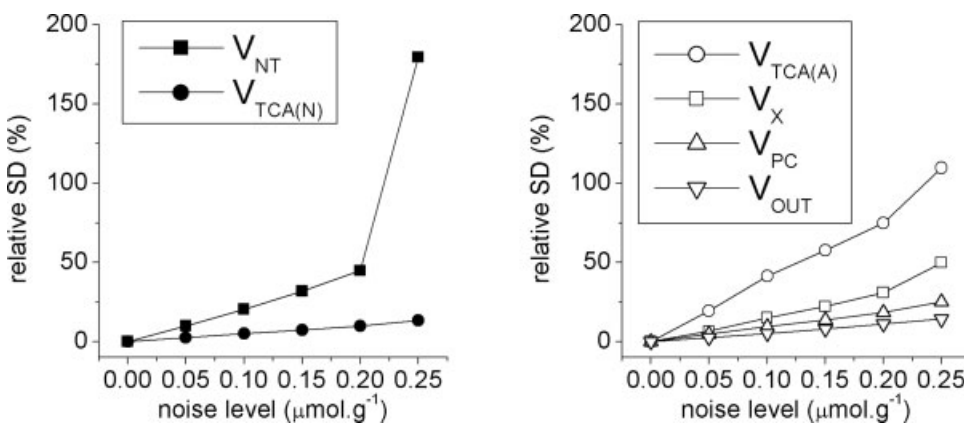 200
150
100
50
0
relative SD (%)
V_NT
V_TCA(N)
0.00 0.05 0.10 0.15 0.20 0.25
noise level (μmol.g⁻¹)
200
150
100
50
0
relative SD (%)
V_TCA(A)
V_X
V_PC
V_OUT
0.00 0.05 0.10 0.15 0.20 0.25
noise level (μmol.g⁻¹)